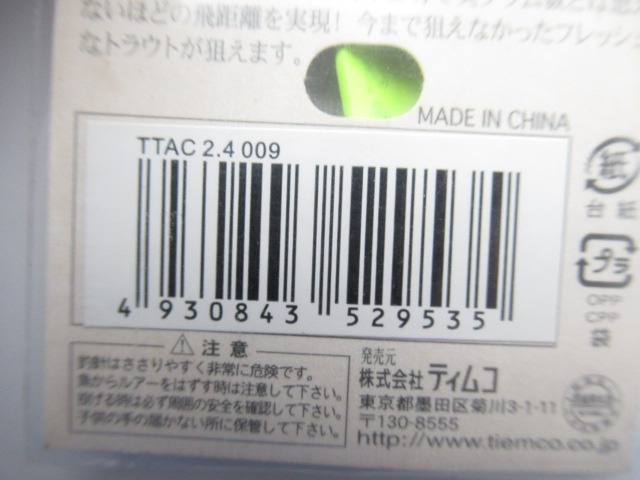 ないほどの飛距離を実現！今まで狙えなかったフレッシュ
なトラウトが狙えます。
MADE IN CHINA
TTAC 2.4 009
4 930843 529535
紙
台紙
プラ
OPP
CPP
袋
注意
釣針はささりやすく非常に危険です。
魚からルアーをはずす時は注意して下さい。
投げる時は必ず周囲の安全を確認して下さい。
子供の手の届かない所に保管して下さい。
発売元
株式会社ティムコ
東京都墨田区菊川3-1-11
〒130-8555
http://www.tiemco.co.jp